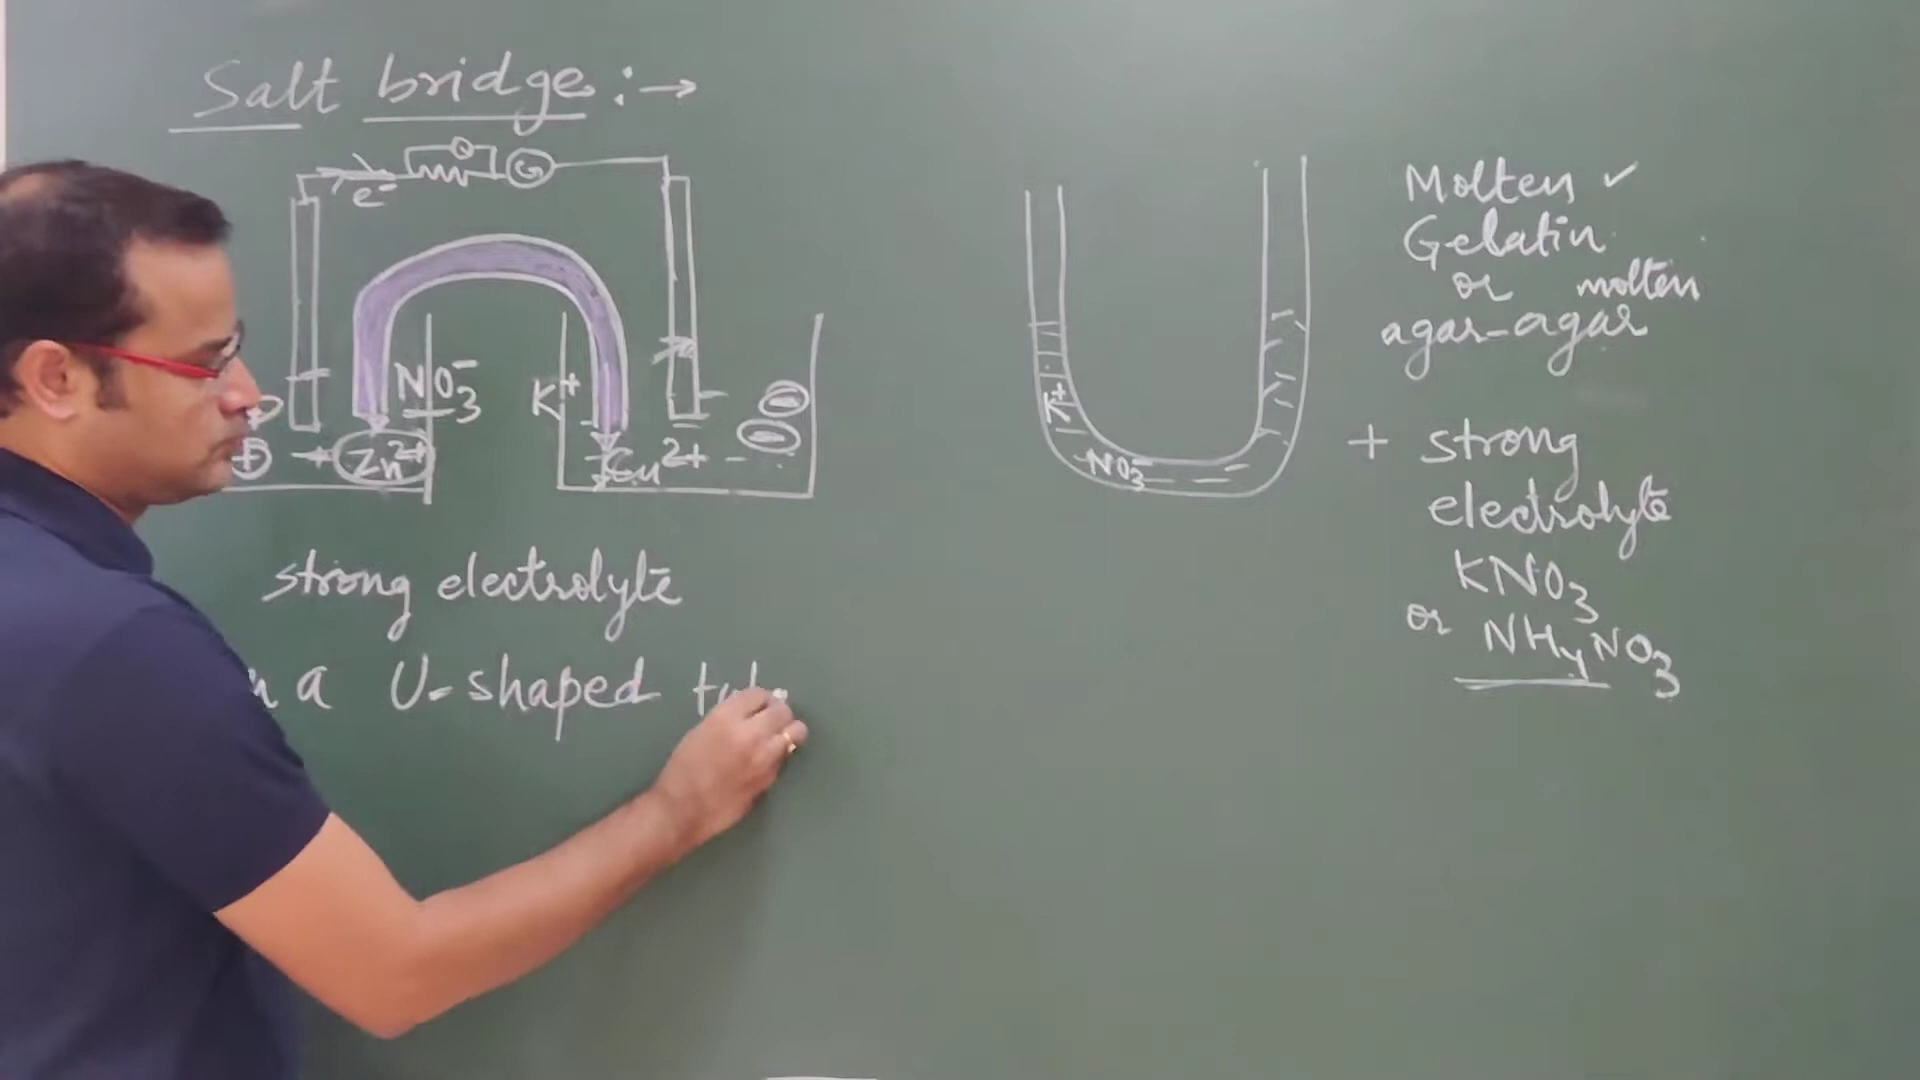 Salt bridge :→
e⁻
G
NO₃⁻
K⁺
Zn²⁺
Cu²⁺
strong electrolyte
a U-shaped
K⁺
NO₃⁻
Molten ✓
Gelatin
or molten
agar-agar
+ strong
electrolyte
KNO₃
or NH₄NO₃